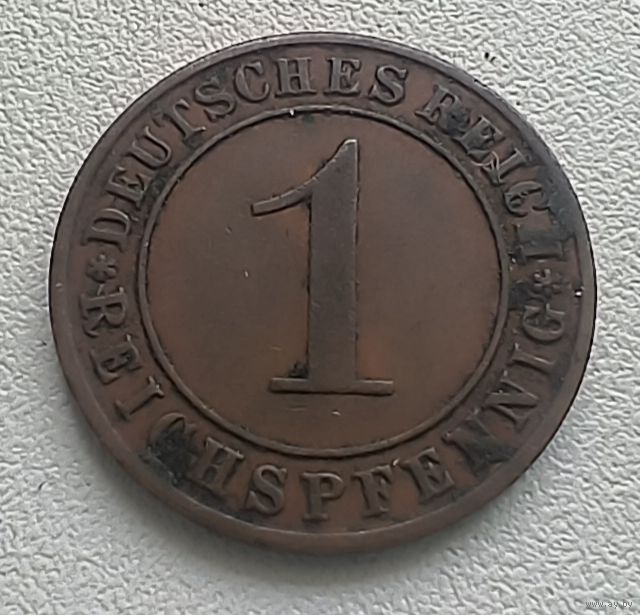 DEUTSCHES REICH
1
*REICHSPFENNIG*